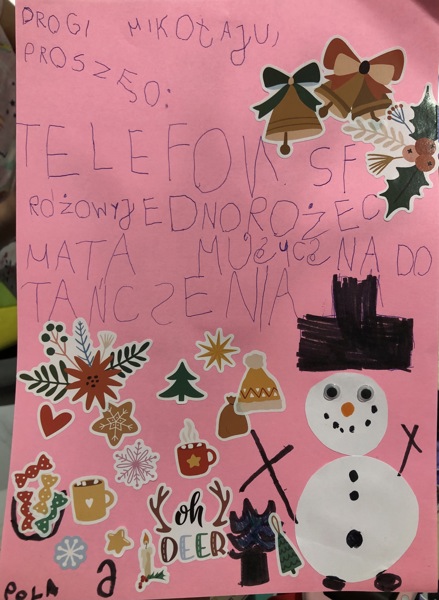 DROGI MIKOŁAJU,
PROSZĘ O:
TELEFON SF
RÓŻOWY JEDNOROŻEC
MATA MUZYCZNA DO
TAŃCZENIA
oh
DEER
POLA